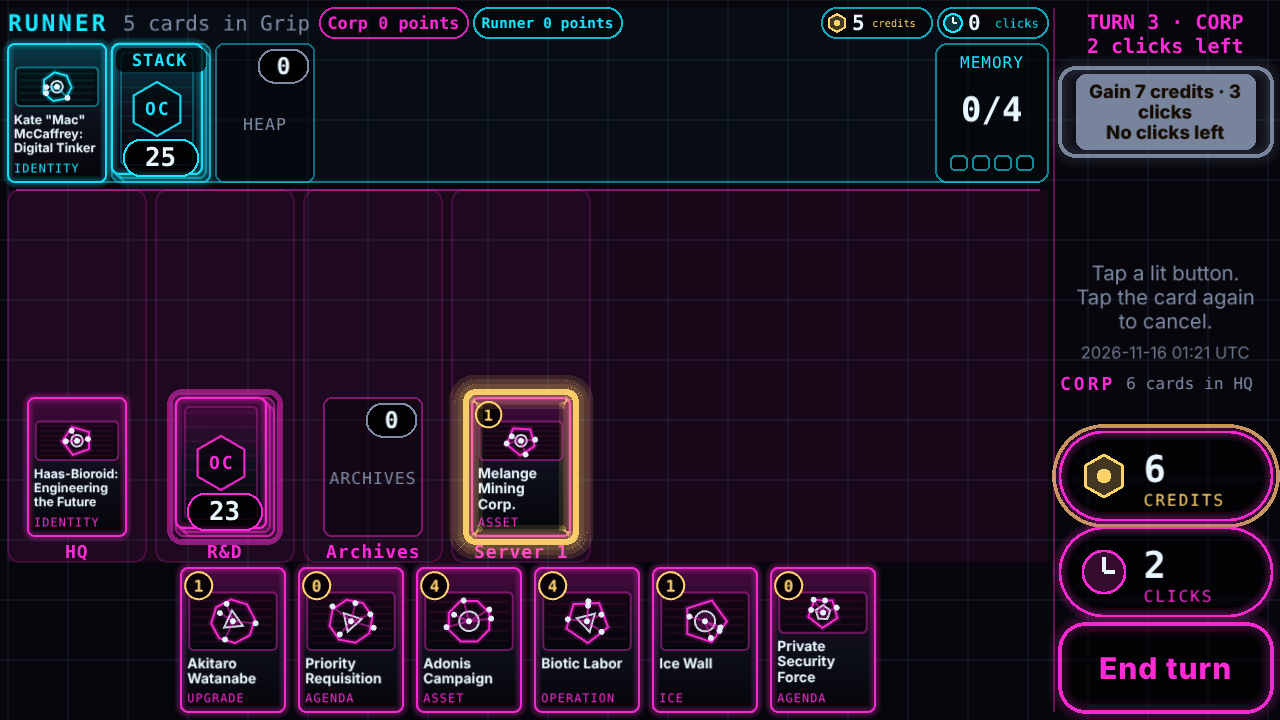 RUNNER 5 cards in Grip Corp 0 points Runner 0 points 5 credits 0 clicks
TURN 3 · CORP
2 clicks left
Kate "Mac"
McCaffrey:
Digital Tinker
IDENTITY
STACK
OC
25
0
HEAP
MEMORY
0/4
Gain 7 credits · 3
clicks
No clicks left
Tap a lit button.
Tap the card again
to cancel.
2026-11-16 01:21 UTC
CORP 6 cards in HQ
Haas-Bioroid:
Engineering
the Future
IDENTITY
HQ
OC
23
R&D
0
ARCHIVES
Archives
1
Melange
Mining
Corp.
ASSET
Server 1
6
CREDITS
2
CLICKS
End turn
1
Akitaro
Watanabe
UPGRADE
0
Priority
Requisition
AGENDA
4
Adonis
Campaign
ASSET
4
Biotic Labor
OPERATION
1
Ice Wall
ICE
0
Private
Security
Force
AGENDA